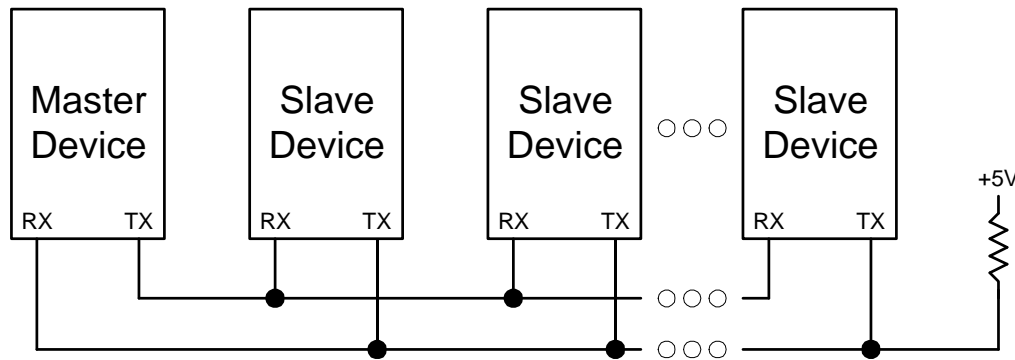 Master
Device
Slave
Device
Slave
Device
Slave
Device
RX TX
RX TX
RX TX
RX TX
+5V